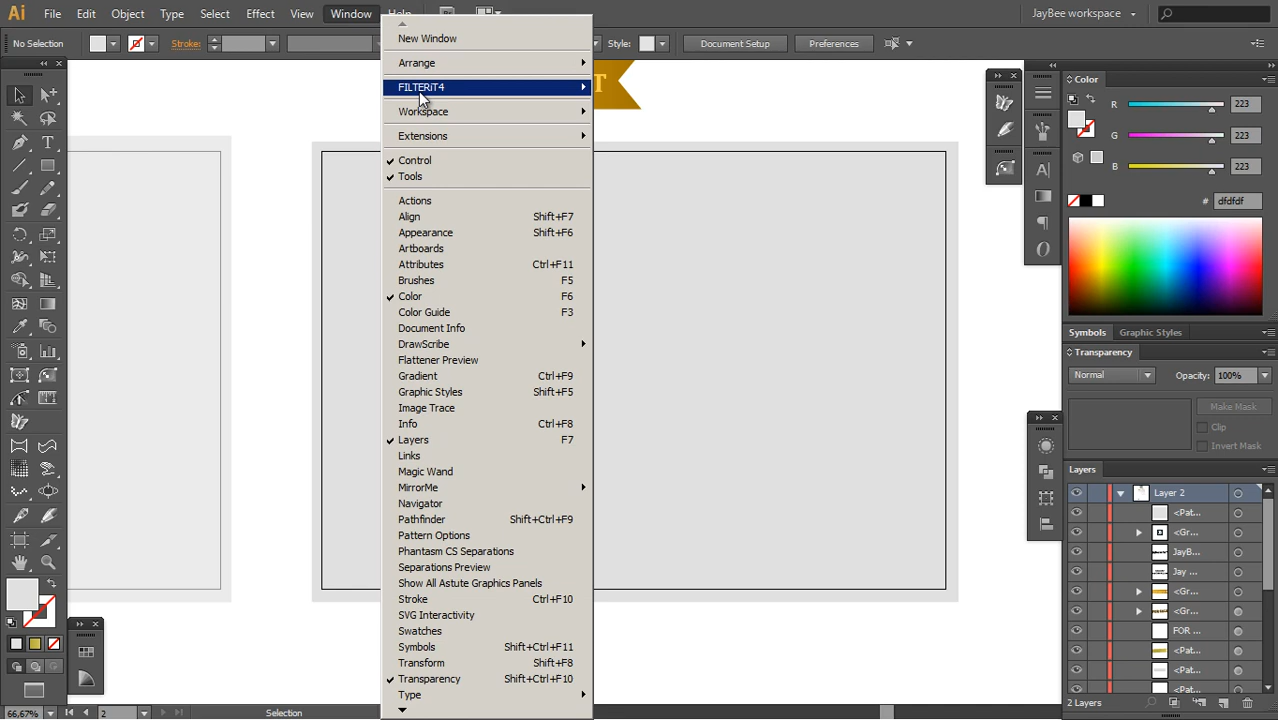 Ai File Edit Object Type Select Effect View Window Help Br JayBee workspace
No Selection Stroke: Style: Document Setup Preferences
New Window
Arrange
FILTERiT4
Workspace
Extensions
Control
Tools
Actions
Align Shift+F7
Appearance Shift+F6
Artboards
Attributes Ctrl+F11
Brushes F5
Color F6
Color Guide F3
Document Info
DrawScribe
Flattener Preview
Gradient Ctrl+F9
Graphic Styles Shift+F5
Image Trace
Info Ctrl+F8
Layers F7
Links
Magic Wand
MirrorMe
Navigator
Pathfinder Shift+Ctrl+F9
Pattern Options
Phantasm CS Separations
Separations Preview
Show All Astute Graphics Panels
Stroke Ctrl+F10
SVG Interactivity
Swatches
Symbols Shift+Ctrl+F11
Transform Shift+F8
Transparency Shift+Ctrl+F10
Type
T
Color
R 223
G 223
B 223
# dfdfdf
Symbols Graphic Styles
Transparency
Normal Opacity: 100%
Make Mask
Clip
Invert Mask
Layers
Layer 2
<Pat...
<Gr...
JayB...
Jay ...
<Gr...
<Gr...
FOR ...
<Pat...
<Pat...
<Pat...
2 Layers
66,67% 2 Selection